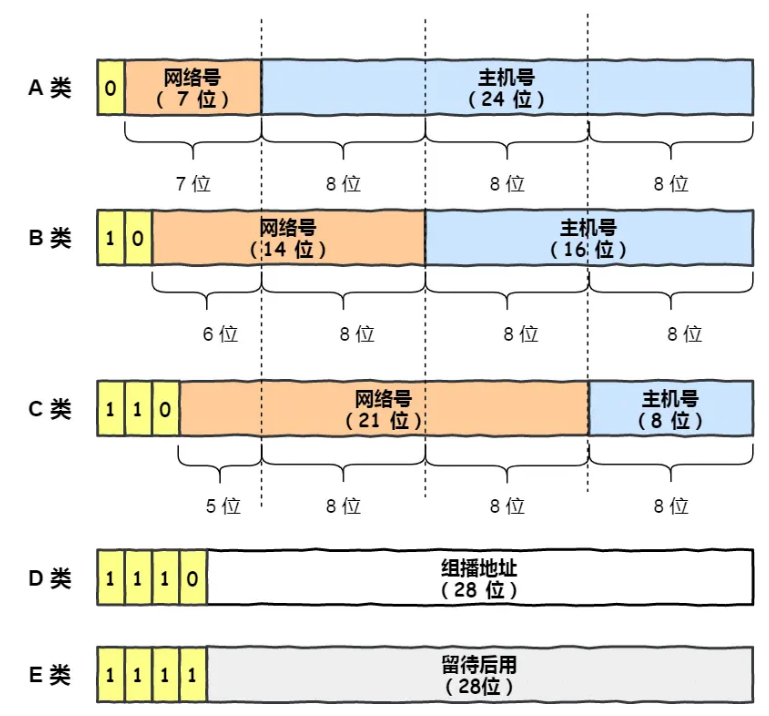 A 类
0
网络号
（ 7 位）
主机号
（24 位）
7 位
8 位
8 位
8 位
B 类
1 0
网络号
（14 位）
主机号
（16 位）
6 位
8 位
8 位
8 位
C 类
1 1 0
网络号
（21 位）
主机号
（8 位）
5 位
8 位
8 位
8 位
D 类
1 1 1 0
组播地址
（28 位）
E 类
1 1 1 1
留待后用
（28位）